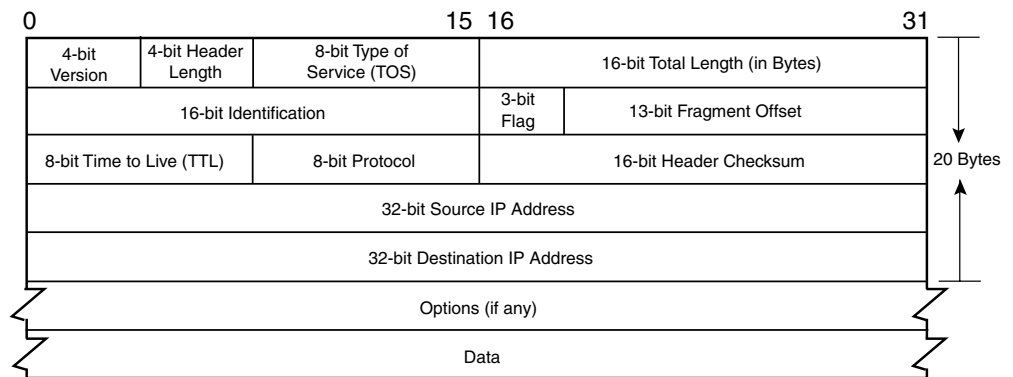 0 15 16 31
4-bit
Version
4-bit Header
Length
8-bit Type of
Service (TOS)
16-bit Total Length (in Bytes)
16-bit Identification
3-bit
Flag
13-bit Fragment Offset
8-bit Time to Live (TTL)
8-bit Protocol
16-bit Header Checksum
20 Bytes
32-bit Source IP Address
32-bit Destination IP Address
Options (if any)
Data